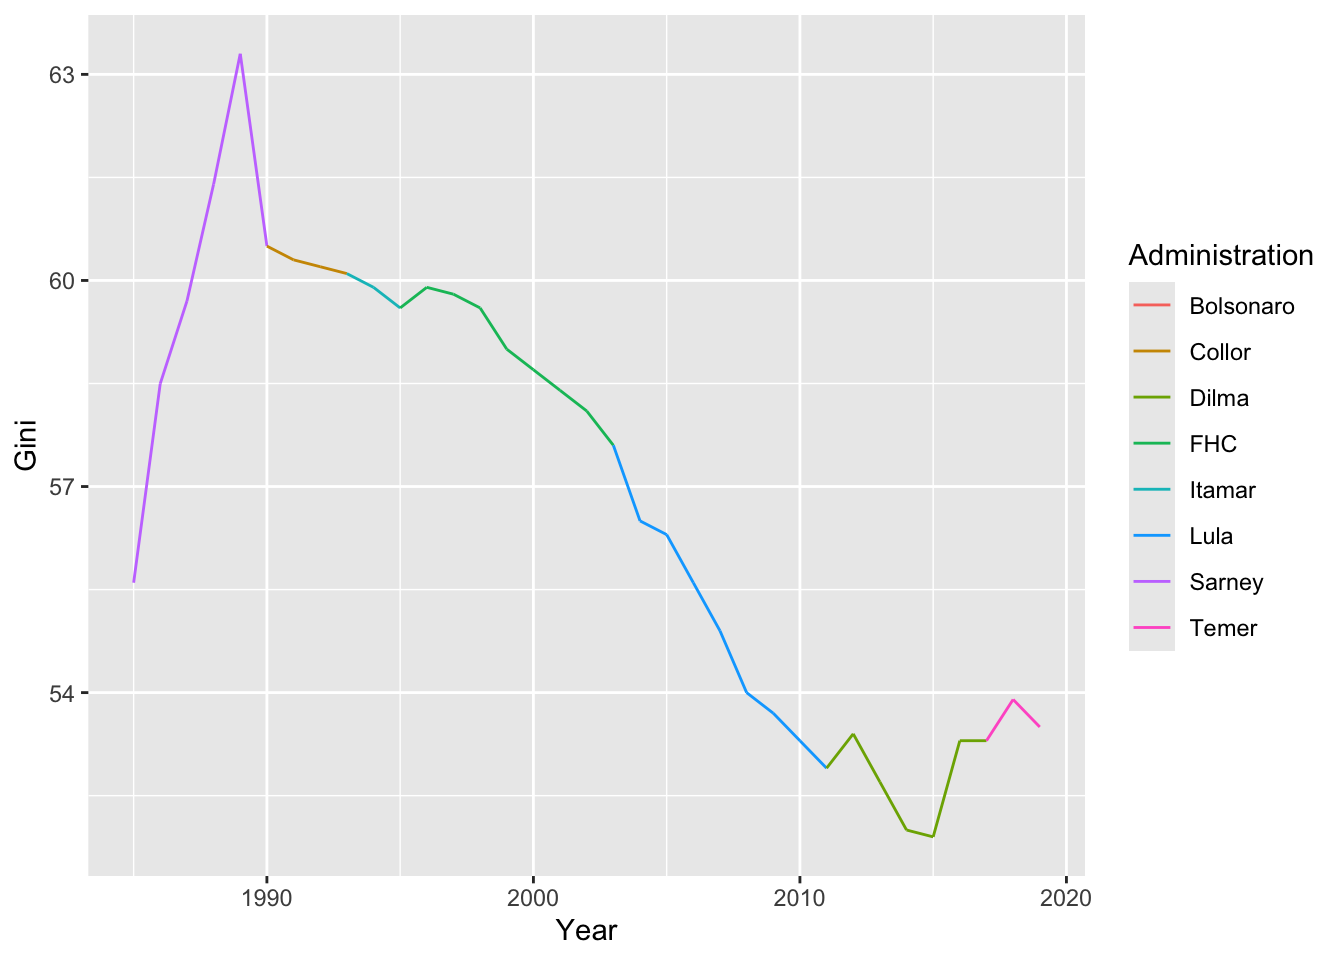 63
60
57
54
Gini
1990
2000
2010
2020
Year
Administration
Bolsonaro
Collor
Dilma
FHC
Itamar
Lula
Sarney
Temer